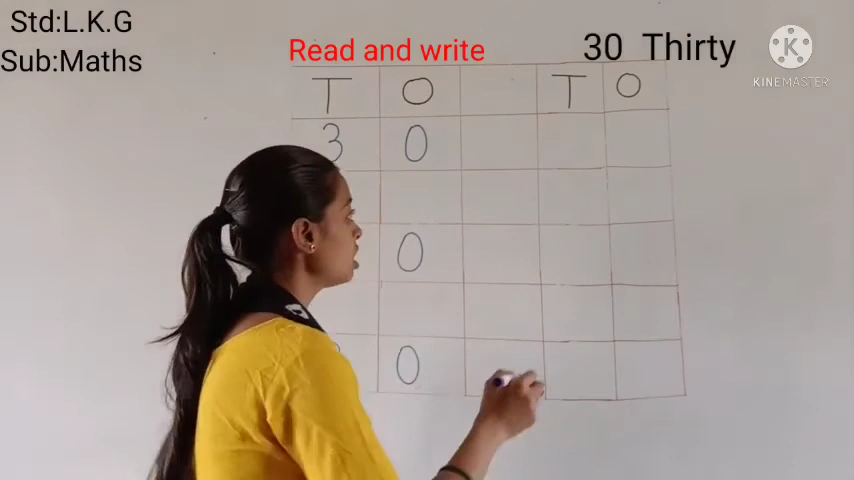 Std:L.K.G
Sub:Maths
Read and write
30 Thirty
KINEMASTER
T O T O
3 0
0
0